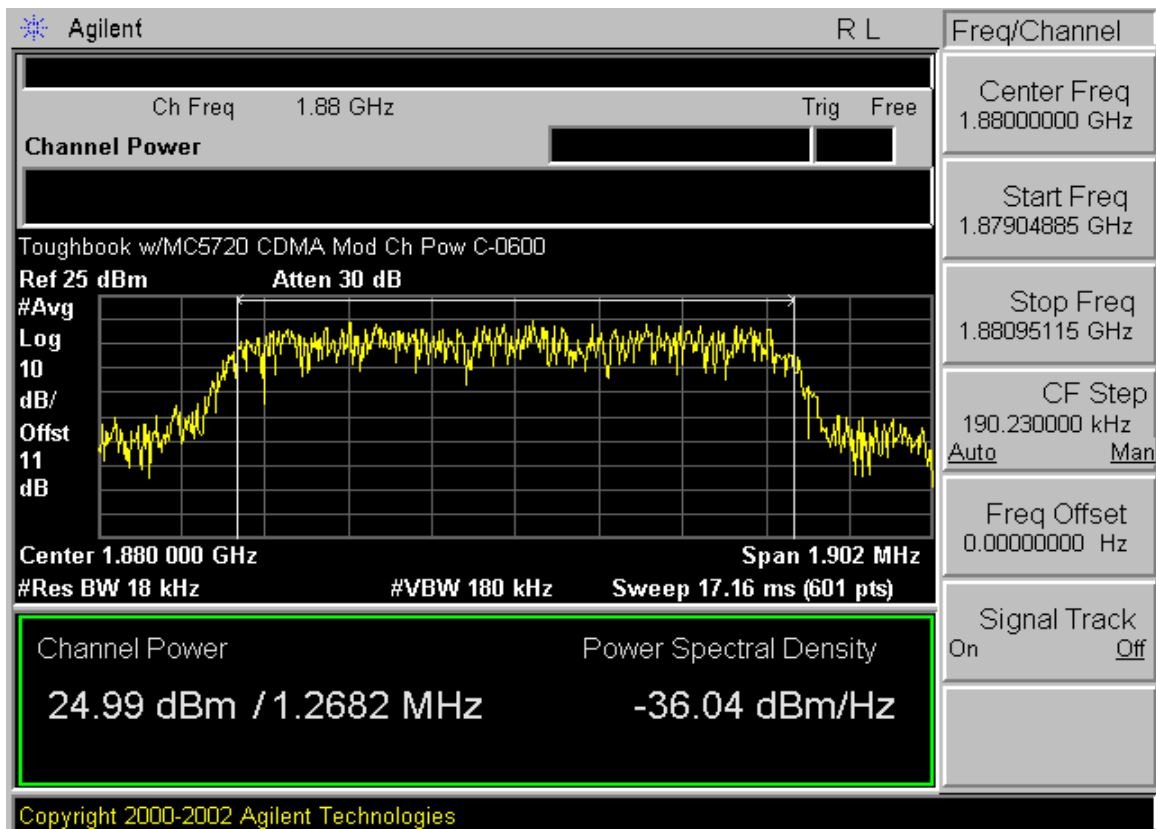 Agilent R L Freq/Channel
Ch Freq 1.88 GHz Trig Free
Channel Power
Center Freq
1.88000000 GHz
Start Freq
1.87904885 GHz
Toughbook w/MC5720 CDMA Mod Ch Pow C-0600
Ref 25 dBm Atten 30 dB
#Avg
Log
10
dB/
Offst
11
dB
Stop Freq
1.88095115 GHz
CF Step
190.230000 kHz
Auto Man
Freq Offset
0.00000000 Hz
Center 1.880 000 GHz Span 1.902 MHz
#Res BW 18 kHz #VBW 180 kHz Sweep 17.16 ms (601 pts)
Signal Track
On Off
Channel Power Power Spectral Density
24.99 dBm / 1.2682 MHz -36.04 dBm/Hz
Copyright 2000-2002 Agilent Technologies